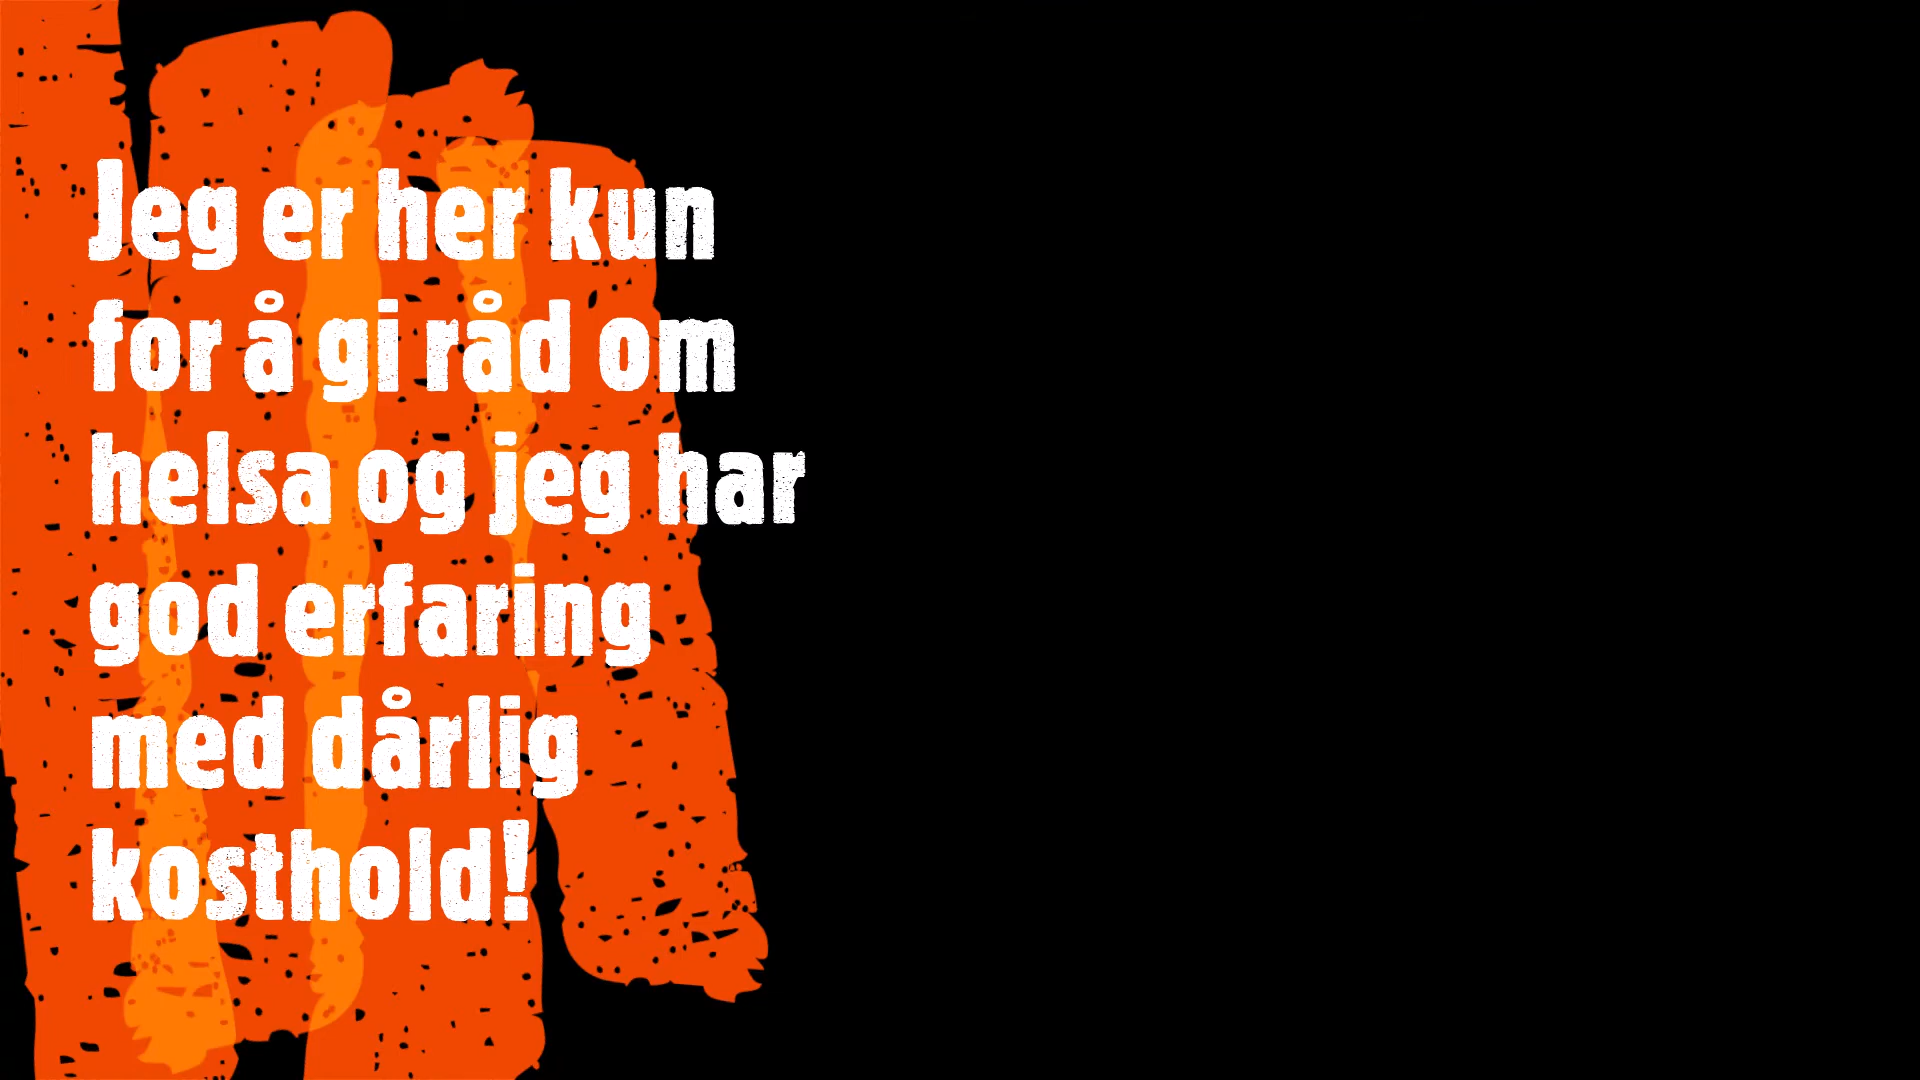 Jeg er her kun
for å gi råd om
helsa og jeg har
god erfaring
med dårlig
kosthold!